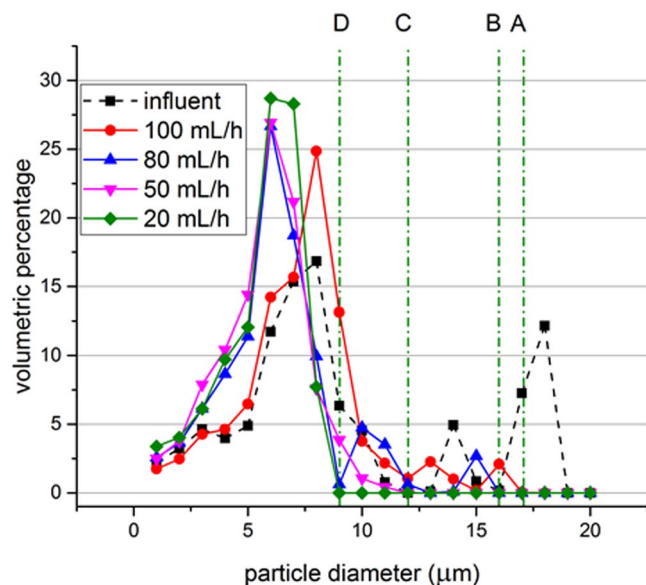 D C B A
30
25
20
15
10
5
0
influent
100 mL/h
80 mL/h
50 mL/h
20 mL/h
volumetric percentage
0 5 10 15 20
particle diameter (μm)